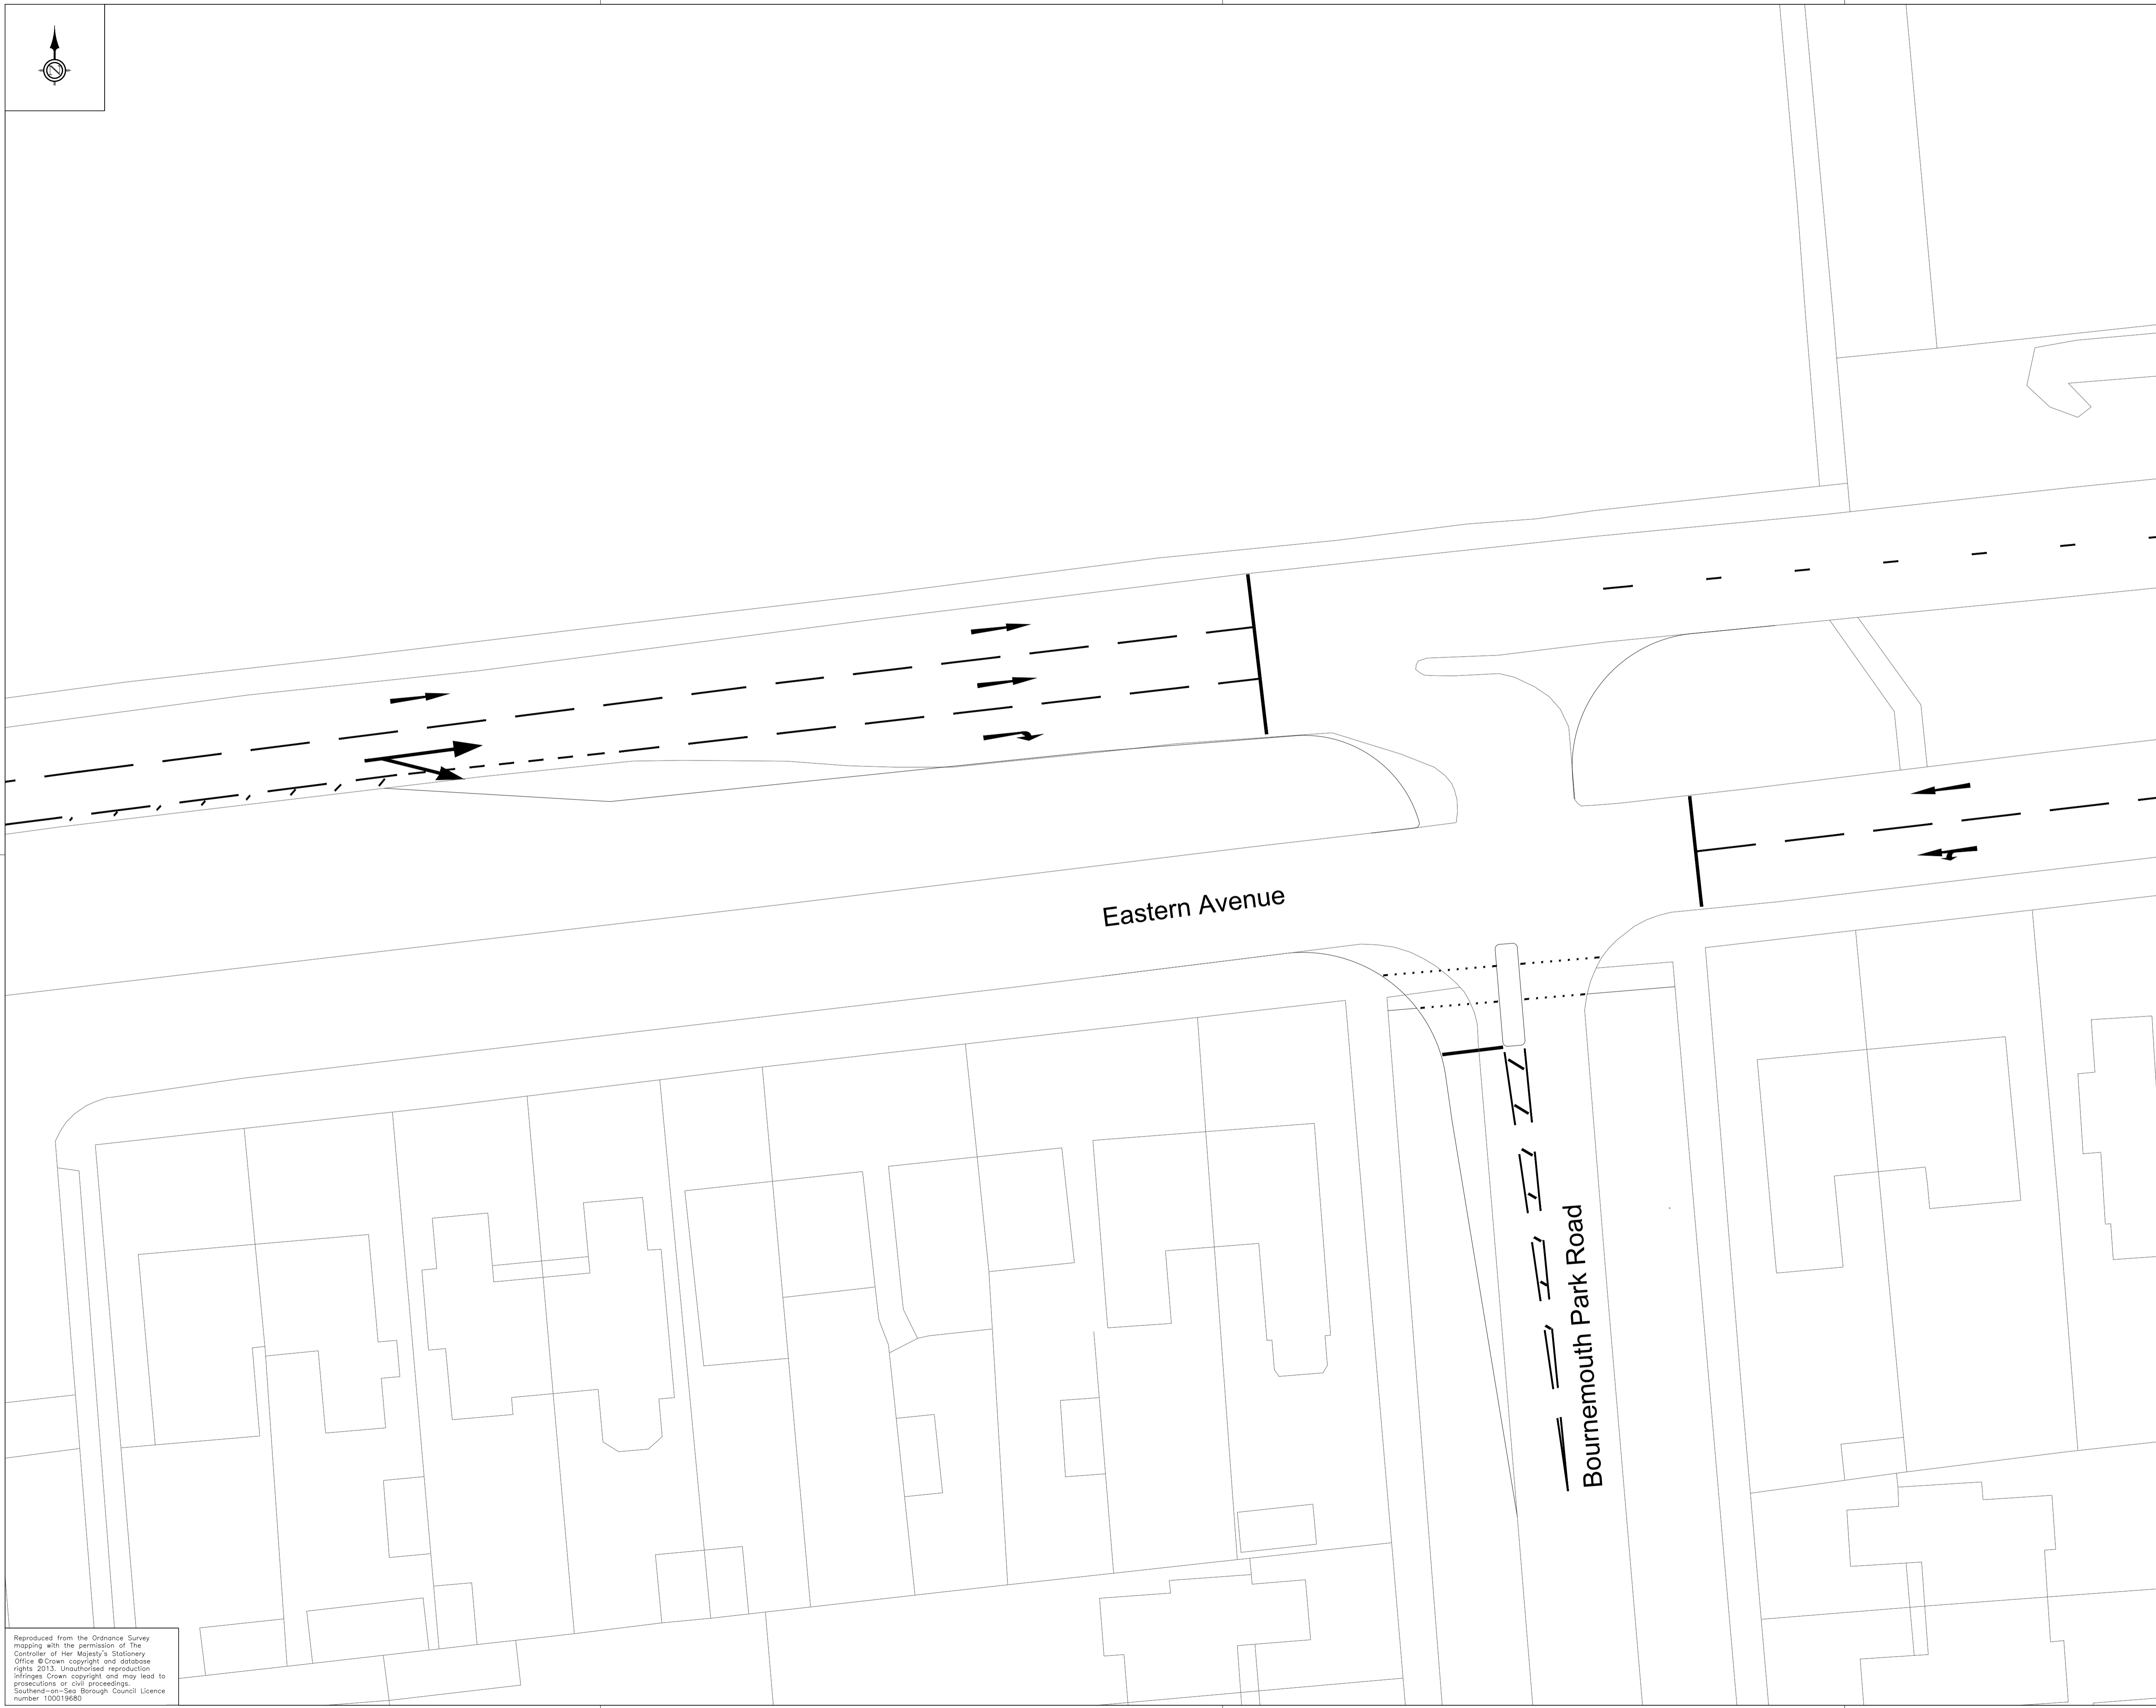 N
Eastern Avenue
Bournemouth Park Road
Reproduced from the Ordnance Survey
mapping with the permission of The
Controller of Her Majesty's Stationery
Office ©Crown copyright and database
rights 2013. Unauthorised reproduction
infringes Crown copyright and may lead to
prosecutions or civil proceedings.
Southend-on-Sea Borough Council Licence
number 100019680